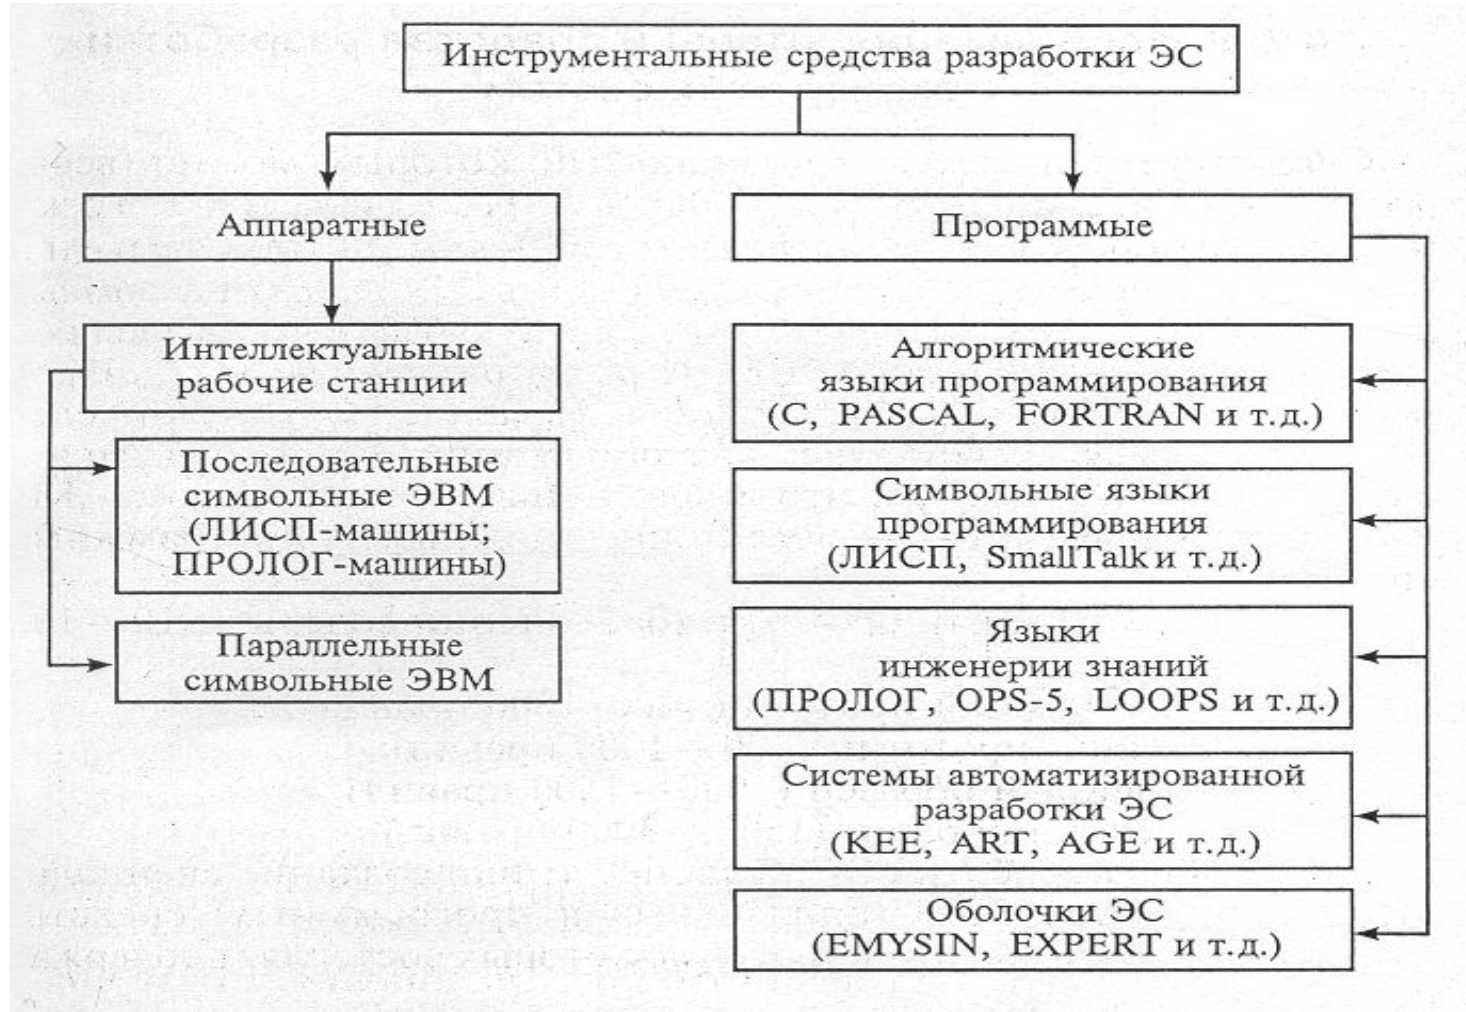 Инструментальные средства разработки ЭС
Аппаратные
Интеллектуальные
рабочие станции
Последовательные
символьные ЭВМ
(ЛИСП-машины;
ПРОЛОГ-машины)
Параллельные
символьные ЭВМ
Программые
Алгоритмические
языки программирования
(С, PASCAL, FORTRAN и т.д.)
Символьные языки
программирования
(ЛИСП, SmallTalk и т.д.)
Языки
инженерии знаний
(ПРОЛОГ, OPS-5, LOOPS и т.д.)
Системы автоматизированной
разработки ЭС
(KEE, ART, AGE и т.д.)
Оболочки ЭС
(EMYSIN, EXPERT и т.д.)